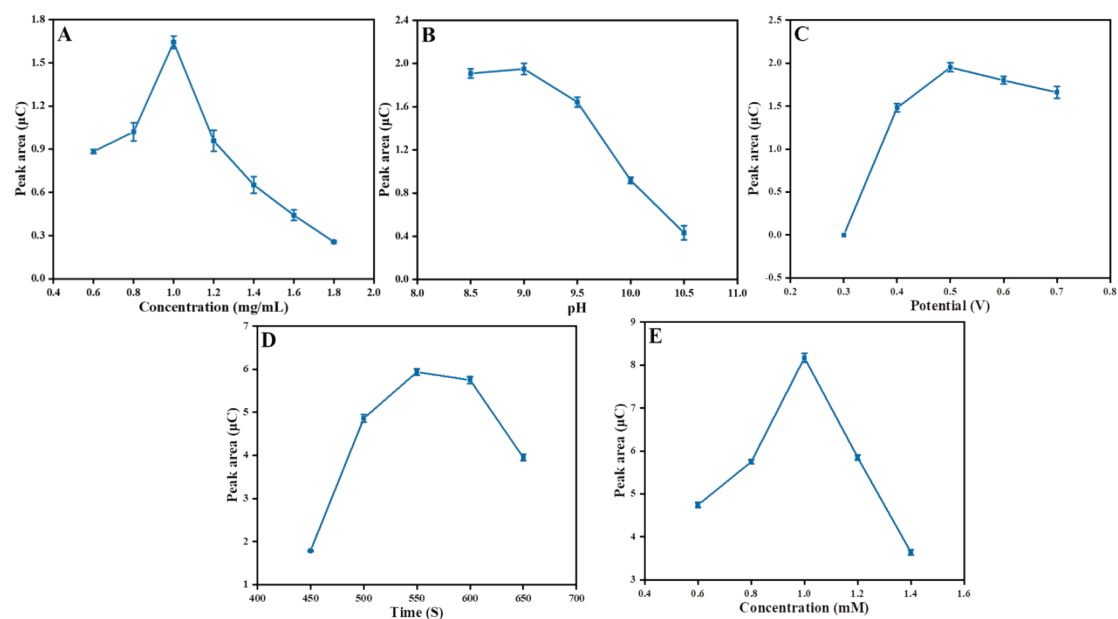 A
Peak area (µC)
1.8
1.5
1.2
0.9
0.6
0.3
0.0
0.4 0.6 0.8 1.0 1.2 1.4 1.6 1.8 2.0
Concentration (mg/mL)
B
Peak area (µC)
2.4
2.0
1.6
1.2
0.8
0.4
0.0
8.0 8.5 9.0 9.5 10.0 10.5 11.0
pH
C
Peak area (µC)
2.5
2.0
1.5
1.0
0.5
0.0
-0.5
0.2 0.3 0.4 0.5 0.6 0.7 0.8
Potential (V)
D
Peak area (µC)
7
6
5
4
3
2
1
400 450 500 550 600 650 700
Time (S)
E
Peak area (µC)
9
8
7
6
5
4
3
0.4 0.6 0.8 1.0 1.2 1.4 1.6
Concentration (mM)